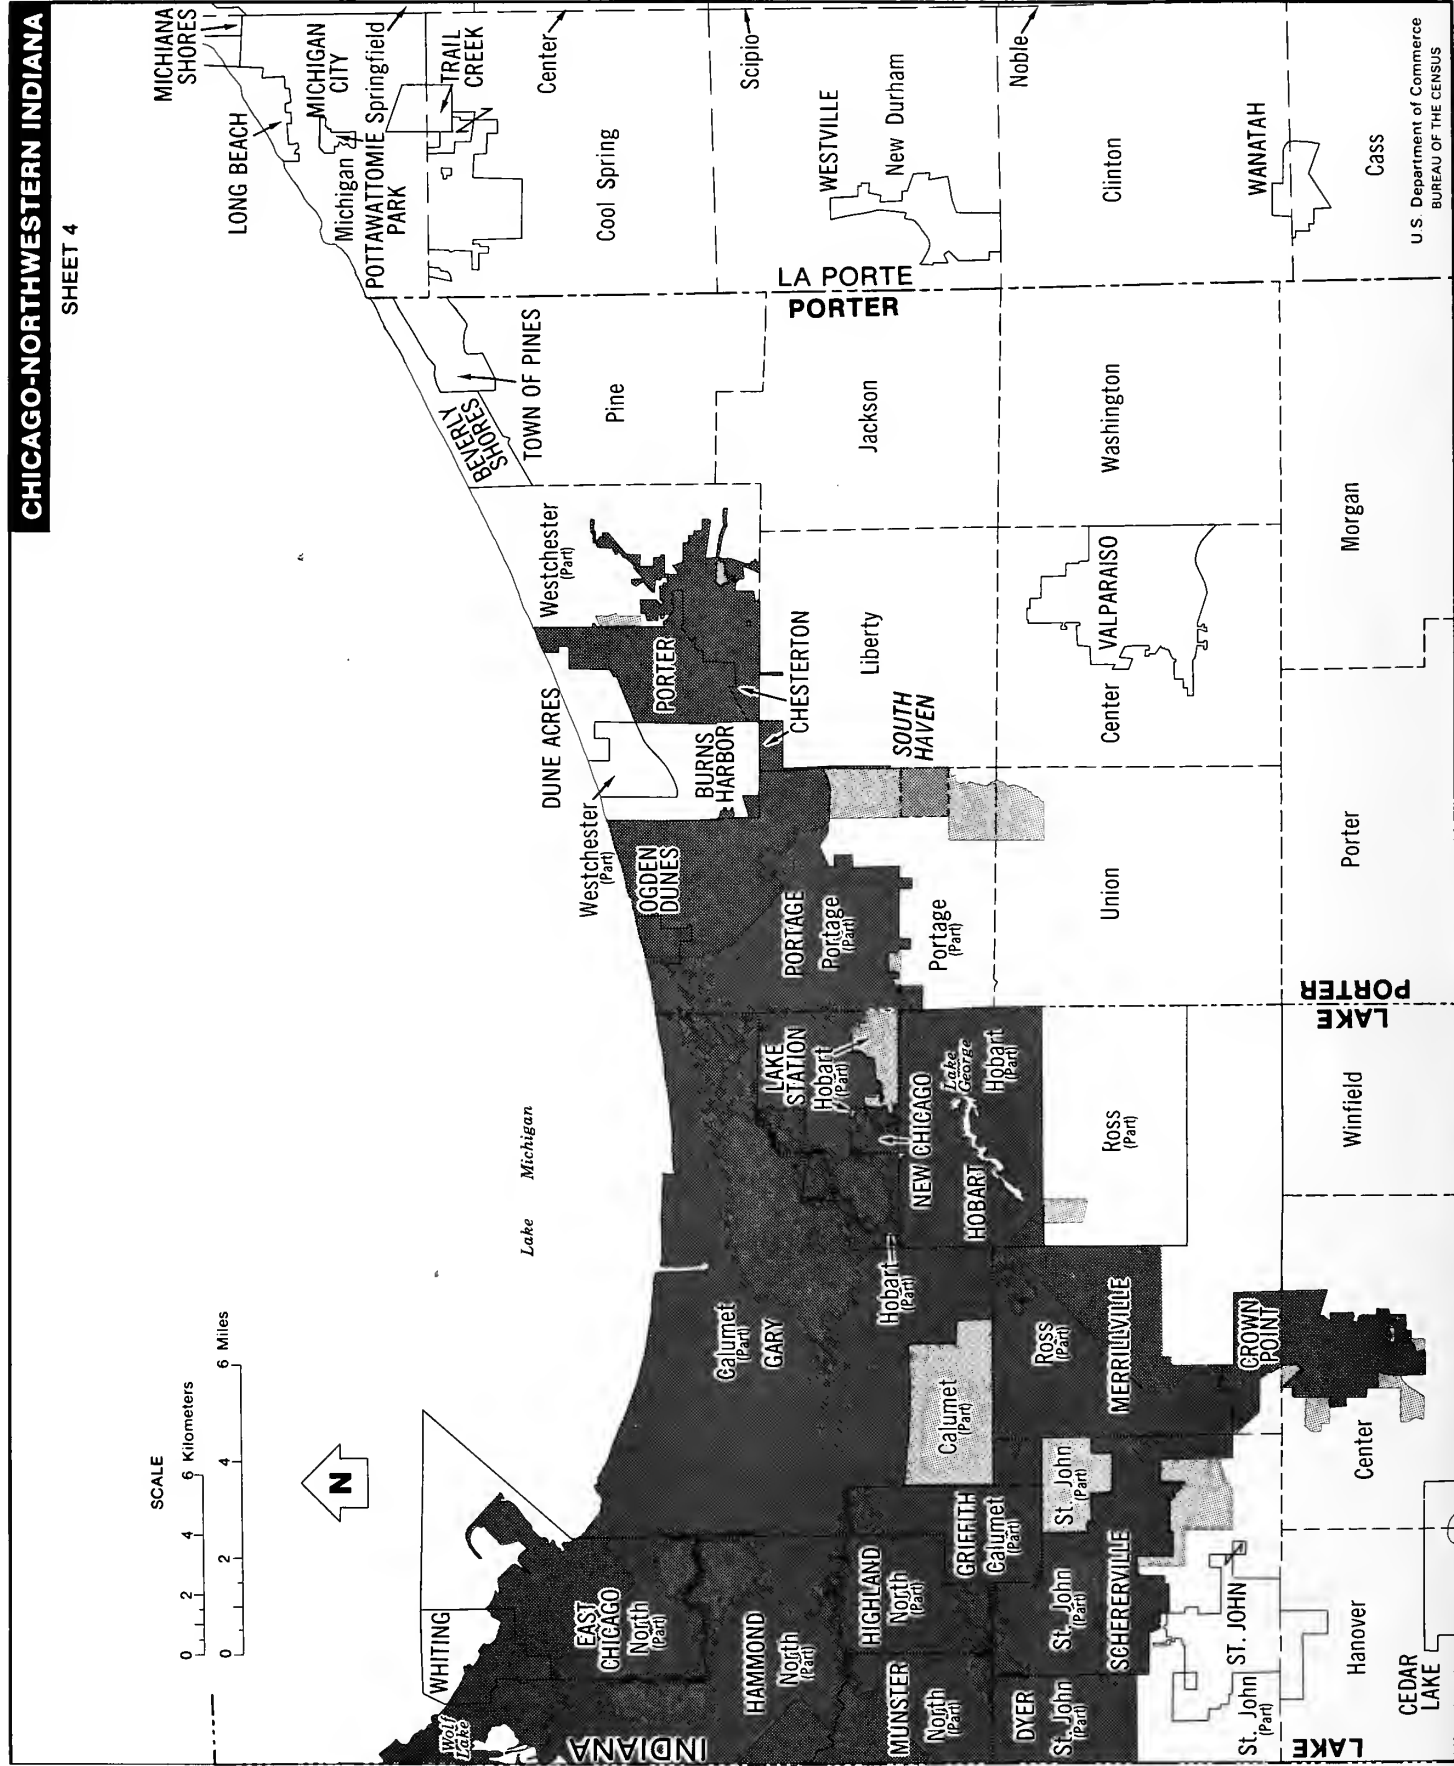 CHICAGO-NORTHWESTERN INDIANA
SHEET 4
SCALE
0 2 4 6 Kilometers
0 2 4 6 Miles
N
Lake Michigan
MICHIANA
SHORES
LONG BEACH
MICHIGAN
CITY
Michigan
POTTAWATTOMIE
PARK
Springfield
TRAIL
CREEK
Center
Cool Spring
Scipio
WESTVILLE
New Durham
Noble
Clinton
WANATAH
Cass
LA PORTE
PORTER
BEVERLY
SHORES
TOWN OF PINES
Pine
Jackson
Washington
Morgan
Westchester
(Part)
DUNE ACRES
PORTER
CHESTERTON
Westchester
(Part)
BURNS
HARBOR
Liberty
SOUTH
HAVEN
VALPARAISO
Center
OGDEN
DUNES
PORTAGE
Portage
(Part)
Portage
(Part)
Union
Porter
PORTER
LAKE
LAKE
STATION
Hobart
(Part)
NEW CHICAGO
Lake
George
Hobart
(Part)
HOBART
Ross
(Part)
Winfield
Calumet
(Part)
GARY
Hobart
(Part)
Calumet
(Part)
Ross
(Part)
MERRILLVILLE
CROWN
POINT
Center
WHITING
Wolf
Lake
EAST
CHICAGO
North
(Part)
HAMMOND
North
(Part)
HIGHLAND
North
(Part)
GRIFFITH
Calumet
(Part)
St. John
(Part)
MUNSTER
North
(Part)
DYER
St. John
(Part)
St. John
(Part)
SCHERERVILLE
ST. JOHN
St. John
(Part)
Hanover
CEDAR
LAKE
INDIANA
LAKE
U.S. Department of Commerce
BUREAU OF THE CENSUS